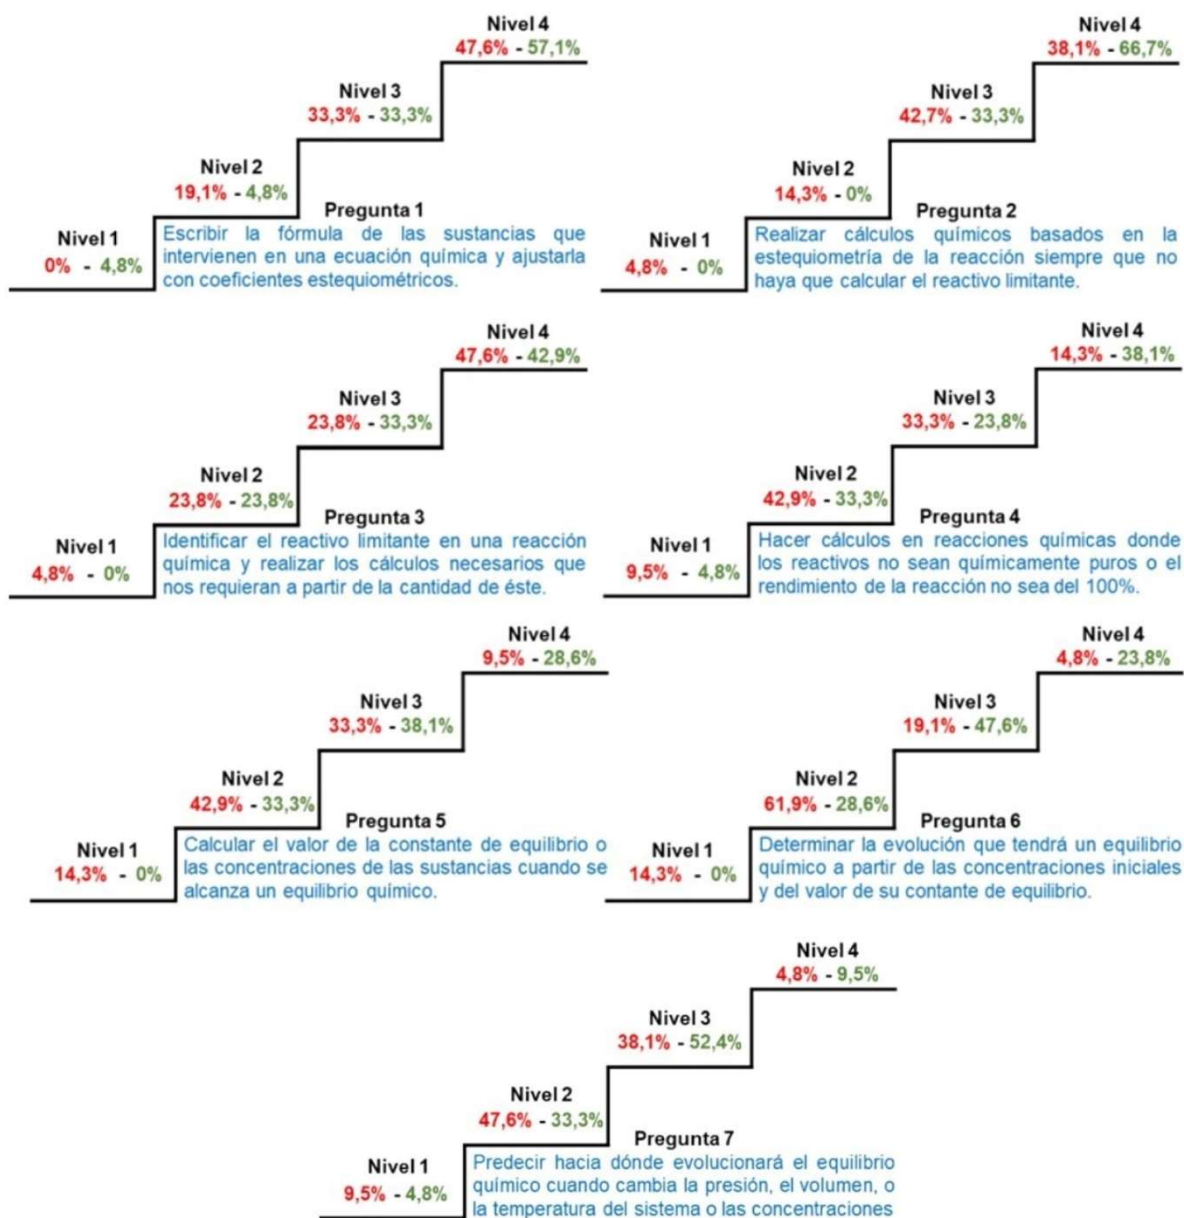 Nivel 4
47,6% - 57,1%
Nivel 3
33,3% - 33,3%
Nivel 2
19,1% - 4,8%
Pregunta 1
Nivel 1
0% - 4,8%
Escribir la fórmula de las sustancias que
intervienen en una ecuación química y ajustarla
con coeficientes estequiométricos.
Nivel 4
38,1% - 66,7%
Nivel 3
42,7% - 33,3%
Nivel 2
14,3% - 0%
Pregunta 2
Nivel 1
4,8% - 0%
Realizar cálculos químicos basados en la
estequiometría de la reacción siempre que no
haya que calcular el reactivo limitante.
Nivel 4
47,6% - 42,9%
Nivel 3
23,8% - 33,3%
Nivel 2
23,8% - 23,8%
Pregunta 3
Nivel 1
4,8% - 0%
Identificar el reactivo limitante en una reacción
química y realizar los cálculos necesarios que
nos requieran a partir de la cantidad de éste.
Nivel 4
14,3% - 38,1%
Nivel 3
33,3% - 23,8%
Nivel 2
42,9% - 33,3%
Pregunta 4
Nivel 1
9,5% - 4,8%
Hacer cálculos en reacciones químicas donde
los reactivos no sean químicamente puros o el
rendimiento de la reacción no sea del 100%.
Nivel 4
9,5% - 28,6%
Nivel 3
33,3% - 38,1%
Nivel 2
42,9% - 33,3%
Pregunta 5
Nivel 1
14,3% - 0%
Calcular el valor de la constante de equilibrio o
las concentraciones de las sustancias cuando se
alcanza un equilibrio químico.
Nivel 4
4,8% - 23,8%
Nivel 3
19,1% - 47,6%
Nivel 2
61,9% - 28,6%
Pregunta 6
Nivel 1
14,3% - 0%
Determinar la evolución que tendrá un equilibrio
químico a partir de las concentraciones iniciales
y del valor de su contante de equilibrio.
Nivel 4
4,8% - 9,5%
Nivel 3
38,1% - 52,4%
Nivel 2
47,6% - 33,3%
Pregunta 7
Nivel 1
9,5% - 4,8%
Predecir hacia dónde evolucionará el equilibrio
químico cuando cambia la presión, el volumen, o
la temperatura del sistema o las concentraciones